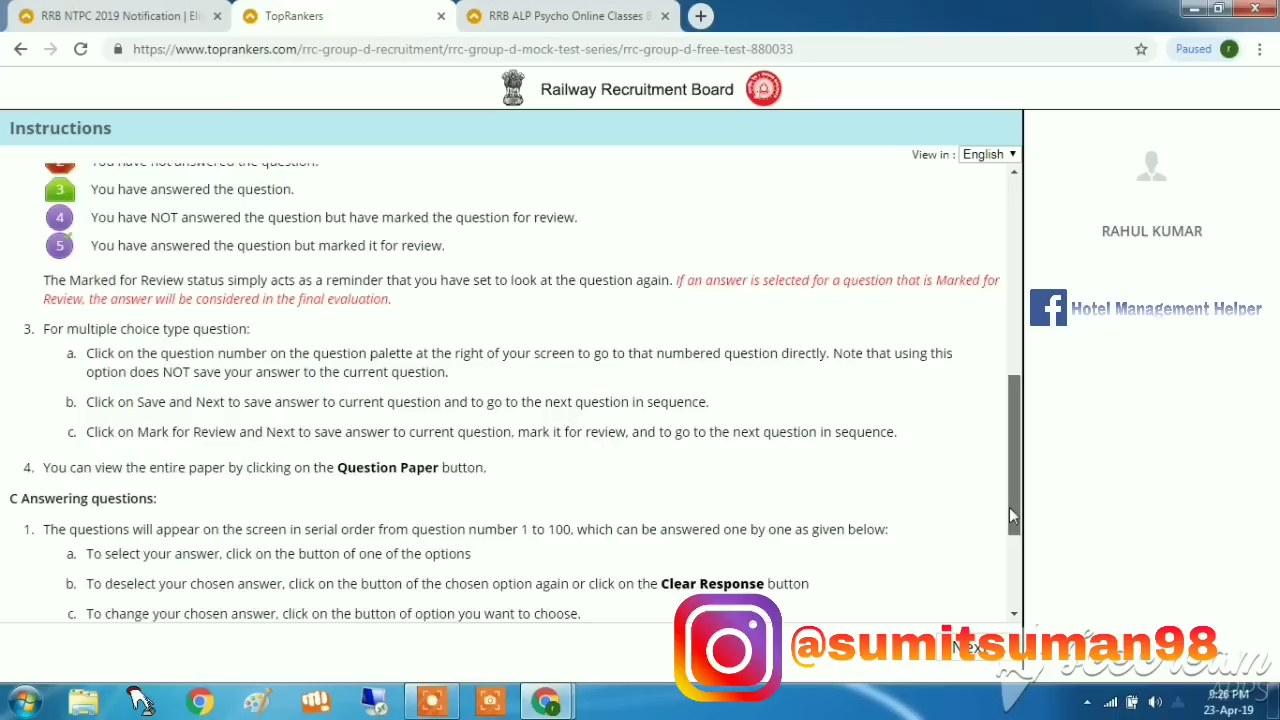 RRB NTPC 2019 Notification | Eli
TopRankers
RRB ALP Psycho Online Classes
https://www.toprankers.com/rrc-group-d-recruitment/rrc-group-d-mock-test-series/rrc-group-d-free-test-880033
Paused r
Railway Recruitment Board
Instructions
View in : English
You have not answered the question.
3 You have answered the question.
4 You have NOT answered the question but have marked the question for review.
5 You have answered the question but marked it for review.
The Marked for Review status simply acts as a reminder that you have set to look at the question again. If an answer is selected for a question that is Marked for
Review, the answer will be considered in the final evaluation.
3. For multiple choice type question:
a. Click on the question number on the question palette at the right of your screen to go to that numbered question directly. Note that using this
option does NOT save your answer to the current question.
b. Click on Save and Next to save answer to current question and to go to the next question in sequence.
c. Click on Mark for Review and Next to save answer to current question, mark it for review, and to go to the next question in sequence.
4. You can view the entire paper by clicking on the Question Paper button.
C Answering questions:
1. The questions will appear on the screen in serial order from question number 1 to 100, which can be answered one by one as given below:
a. To select your answer, click on the button of one of the options
b. To deselect your chosen answer, click on the button of the chosen option again or click on the Clear Response button
c. To change your chosen answer, click on the button of option you want to choose.
RAHUL KUMAR
f Hotel Management Helper
@sumitsuman98
Next
APPS
9:26 PM
23-Apr-19